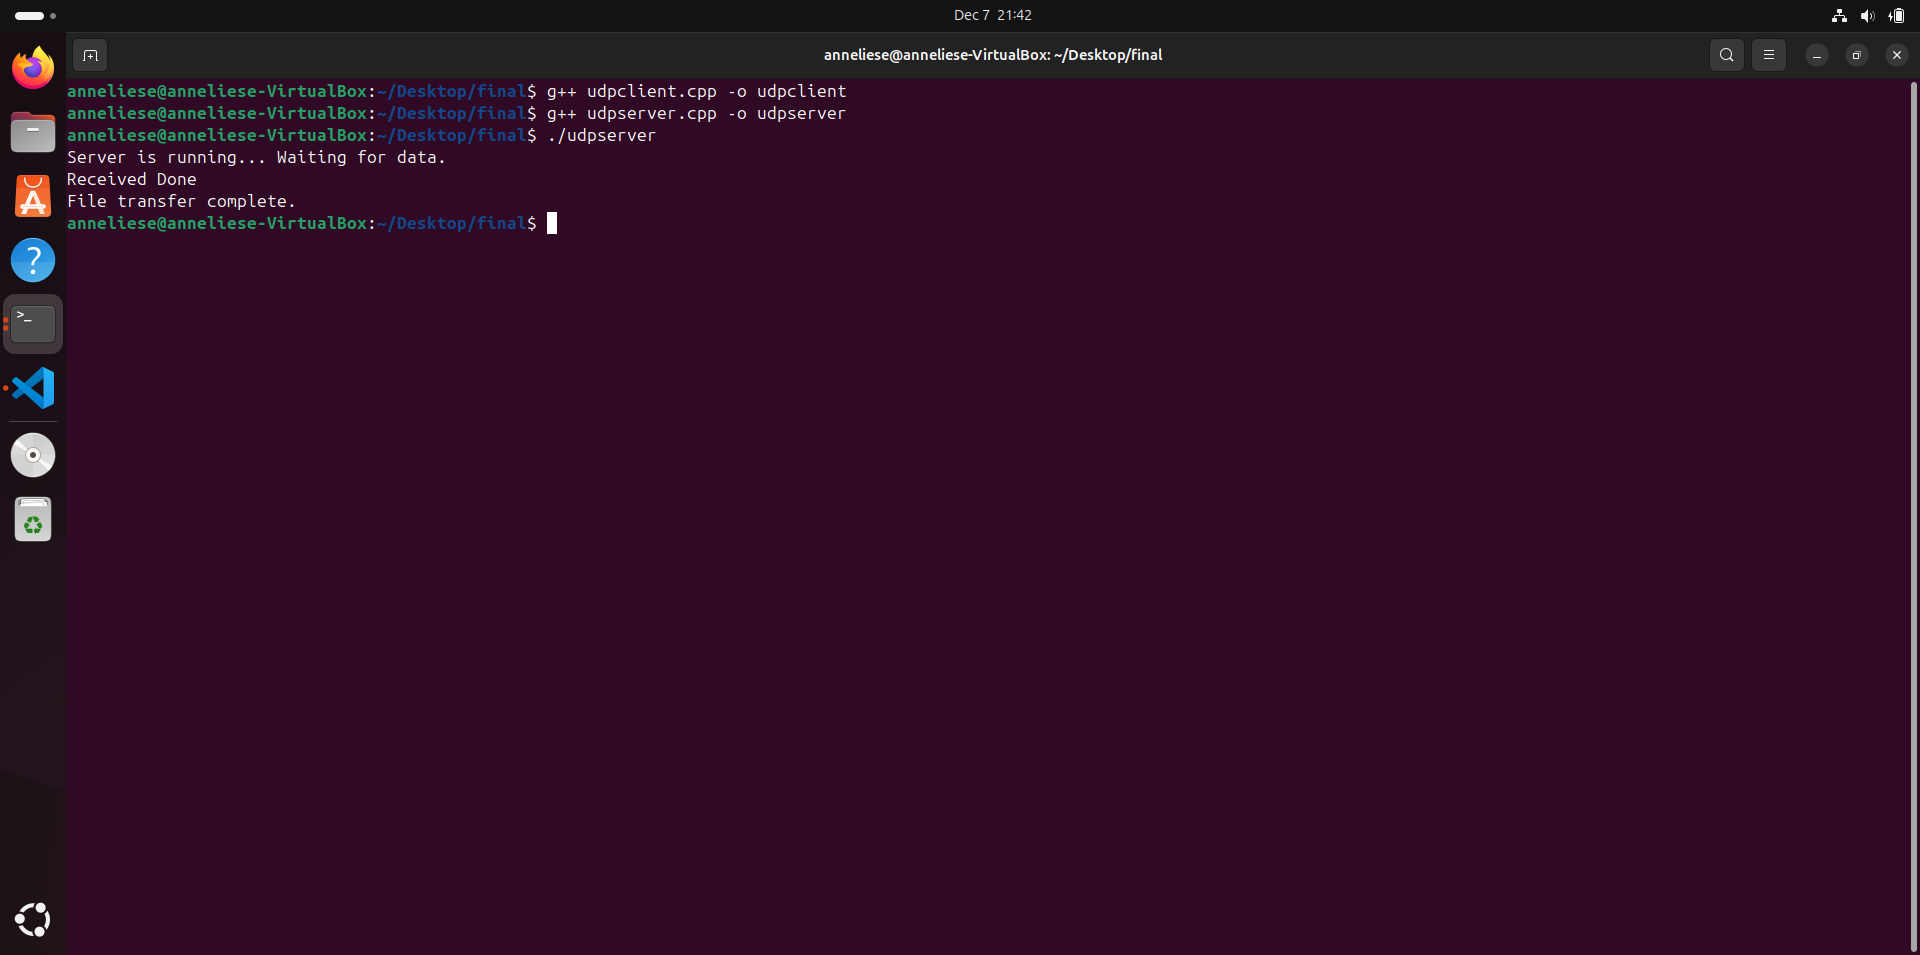 Dec 7 21:42
anneliese@anneliese-VirtualBox: ~/Desktop/final
anneliese@anneliese-VirtualBox:~/Desktop/final$ g++ udpclient.cpp -o udpclient
anneliese@anneliese-VirtualBox:~/Desktop/final$ g++ udpserver.cpp -o udpserver
anneliese@anneliese-VirtualBox:~/Desktop/final$ ./udpserver
Server is running... Waiting for data.
Received Done
File transfer complete.
anneliese@anneliese-VirtualBox:~/Desktop/final$